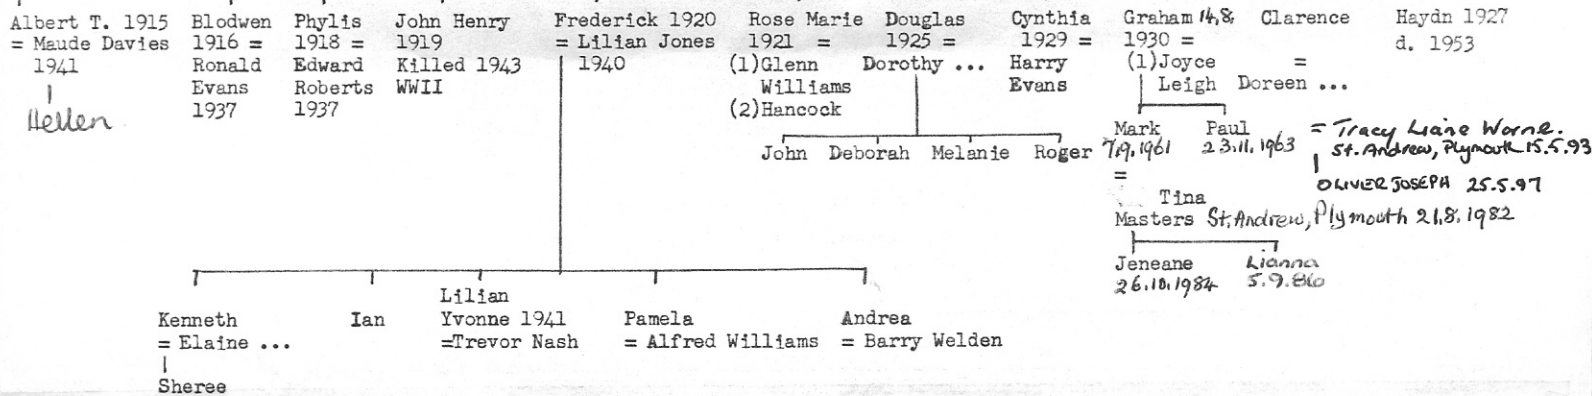 Albert T. 1915
= Maude Davies
1941
Hellen
Blodwen
1916 =
Ronald
Evans
1937
Phylis
1918 =
Edward
Roberts
1937
John Henry
1919
Killed 1943
WWII
Frederick 1920
= Lilian Jones
1940
Rose Marie
1921 =
(1)Glenn
Williams
(2)Hancock
Douglas
1925 =
Dorothy ...
Cynthia
1929 =
Harry
Evans
Graham 14,8,
1930 =
(1)Joyce
Leigh
Clarence
=
Doreen ...
Haydn 1927
d. 1953
John Deborah Melanie Roger
Mark
7,9,1961
=
Tina
Masters St, Andrew, Plymouth 21,8,1982
Paul
23,11,1963
= Tracy Liane Worne.
St. Andrew, Plymouth 15.5.93
OLIVER JOSEPH 25.5.97
Jeneane
26.10.1984
Lianna
5.9.86
Kenneth
= Elaine ...
Sheree
Ian
Lilian
Yvonne 1941
=Trevor Nash
Pamela
= Alfred Williams
Andrea
= Barry Welden